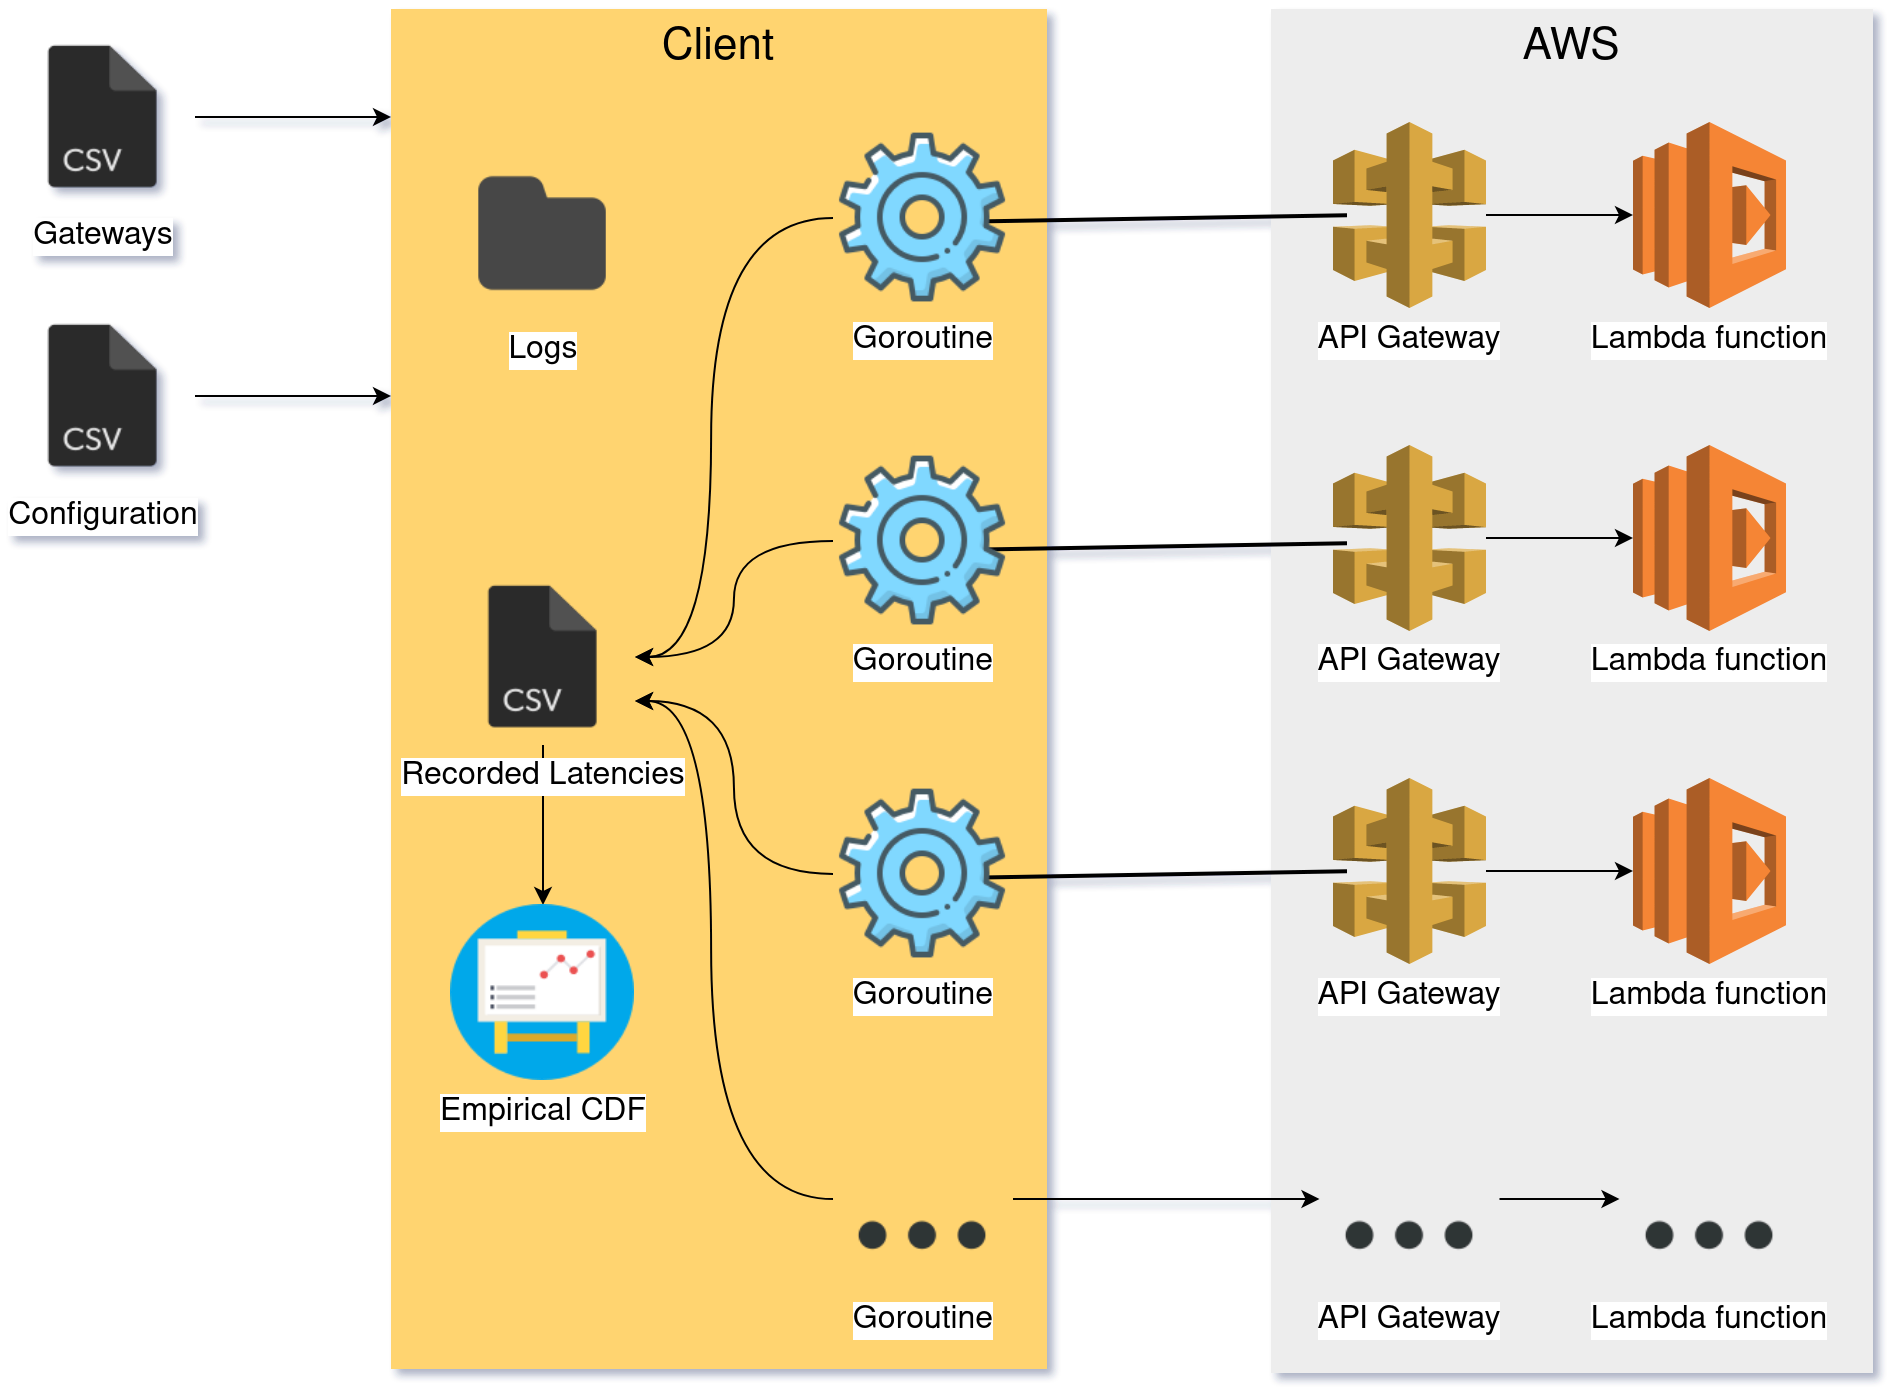 Client
AWS
CSV
Gateways
CSV
Configuration
Logs
Goroutine
API Gateway
Lambda function
Goroutine
API Gateway
Lambda function
CSV
Recorded Latencies
Goroutine
API Gateway
Lambda function
Empirical CDF
Goroutine
API Gateway
Lambda function